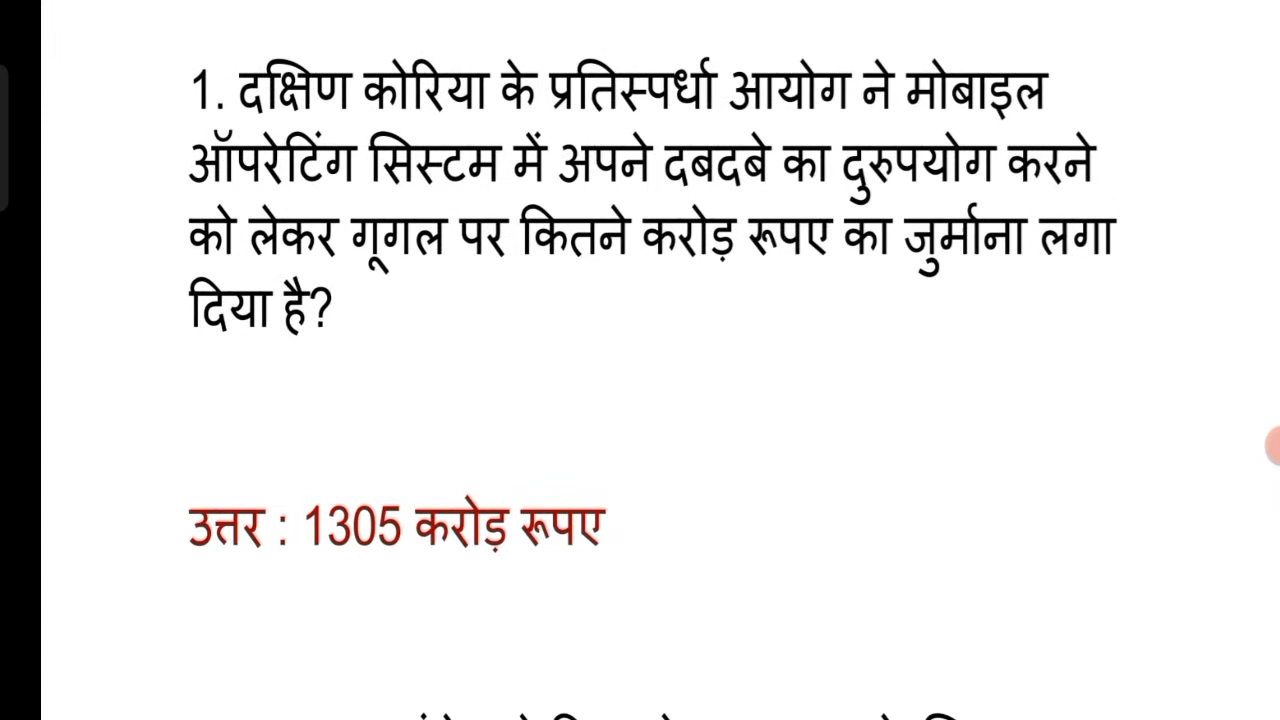 1. दक्षिण कोरिया के प्रतिस्पर्धा आयोग ने मोबाइल
ऑपरेटिंग सिस्टम में अपने दबदबे का दुरुपयोग करने
को लेकर गूगल पर कितने करोड़ रूपए का जुर्माना लगा
दिया है?
उत्तर : 1305 करोड़ रूपए